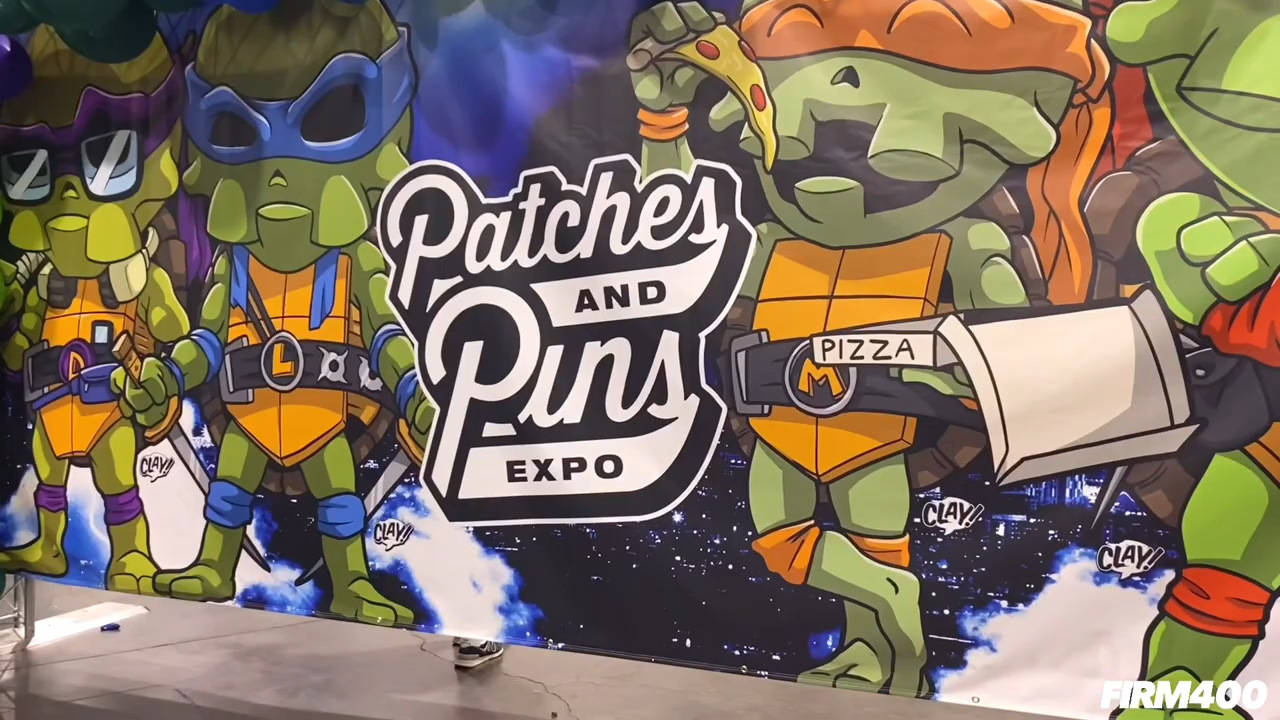 Patches
AND
Pins
EXPO
PIZZA
D
L
M
CLAY!
CLAY!
CLAY!
CLAY!
FIRM400